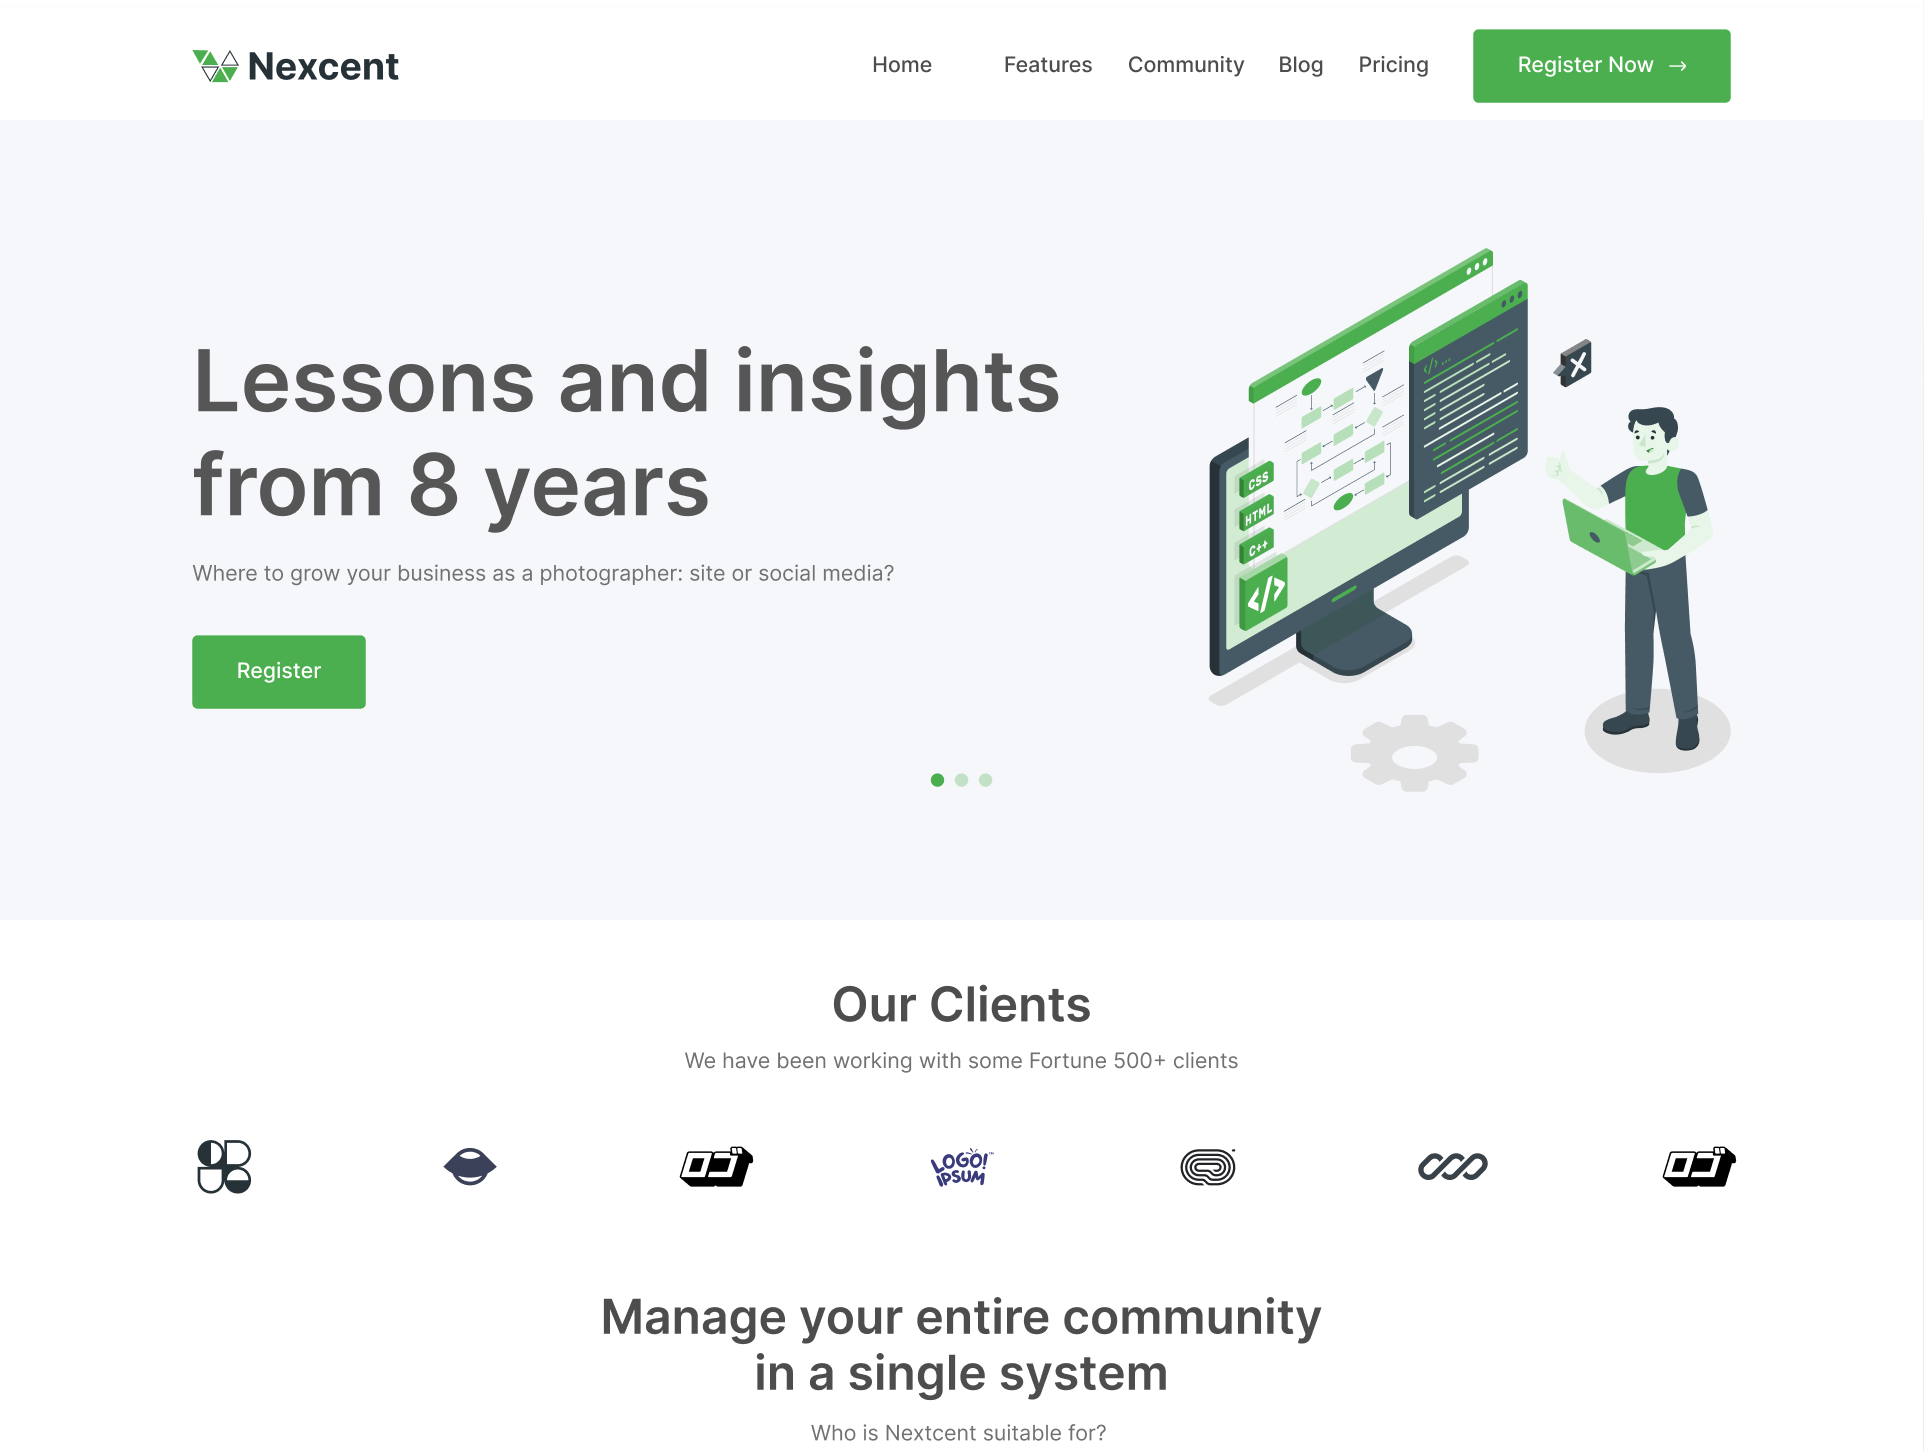 Nexcent
Home Features Community Blog Pricing Register Now →
Lessons and insights
from 8 years
Where to grow your business as a photographer: site or social media?
Register
CSS
HTML
C++
</>
</>...
Our Clients
We have been working with some Fortune 500+ clients
LOGO!™
IPSUM
Manage your entire community
in a single system
Who is Nextcent suitable for?